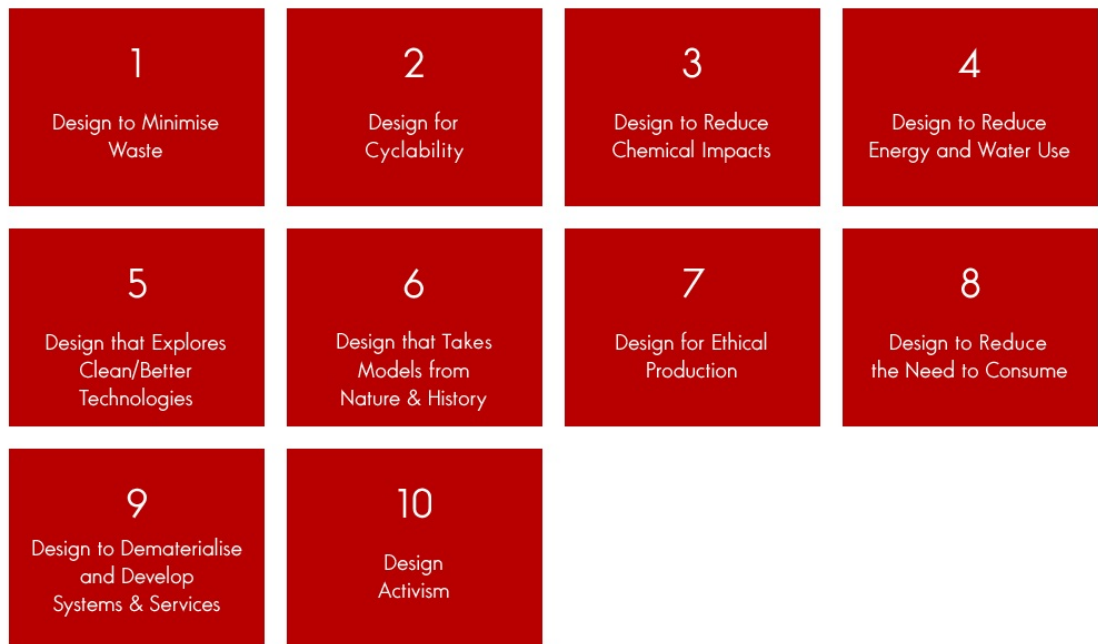 1
Design to Minimise
Waste
2
Design for
Cyclability
3
Design to Reduce
Chemical Impacts
4
Design to Reduce
Energy and Water Use
5
Design that Explores
Clean/Better
Technologies
6
Design that Takes
Models from
Nature & History
7
Design for Ethical
Production
8
Design to Reduce
the Need to Consume
9
Design to Dematerialise
and Develop
Systems & Services
10
Design
Activism